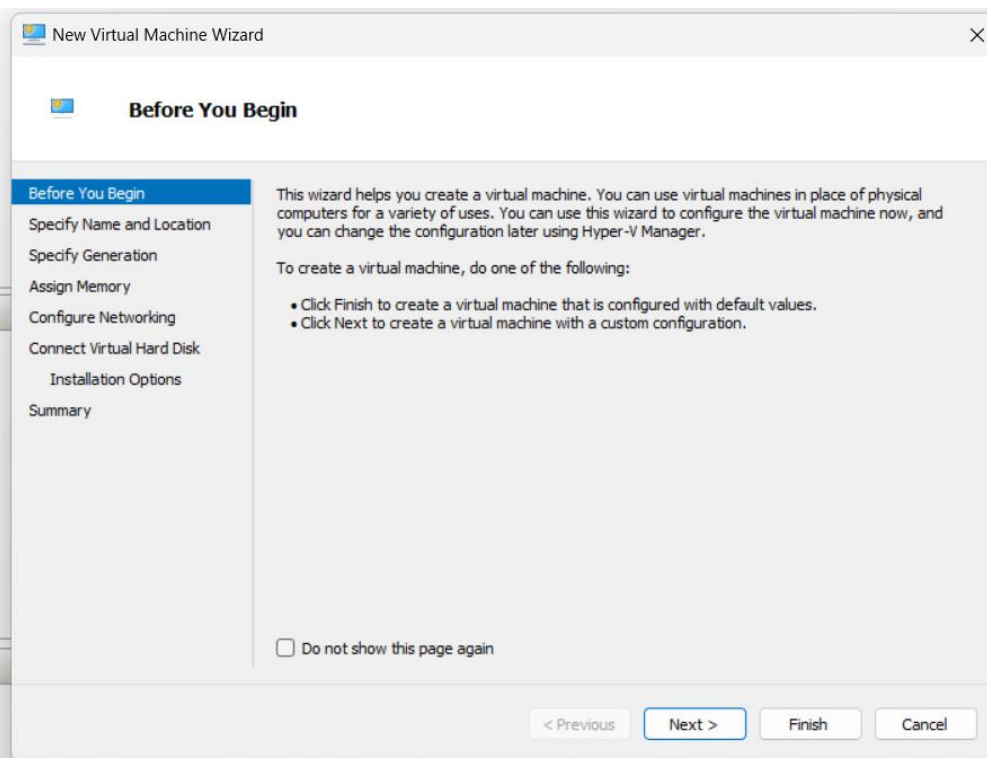 New Virtual Machine Wizard
Before You Begin
Before You Begin
Specify Name and Location
Specify Generation
Assign Memory
Configure Networking
Connect Virtual Hard Disk
Installation Options
Summary
This wizard helps you create a virtual machine. You can use virtual machines in place of physical
computers for a variety of uses. You can use this wizard to configure the virtual machine now, and
you can change the configuration later using Hyper-V Manager.
To create a virtual machine, do one of the following:
• Click Finish to create a virtual machine that is configured with default values.
• Click Next to create a virtual machine with a custom configuration.
Do not show this page again
< Previous
Next >
Finish
Cancel